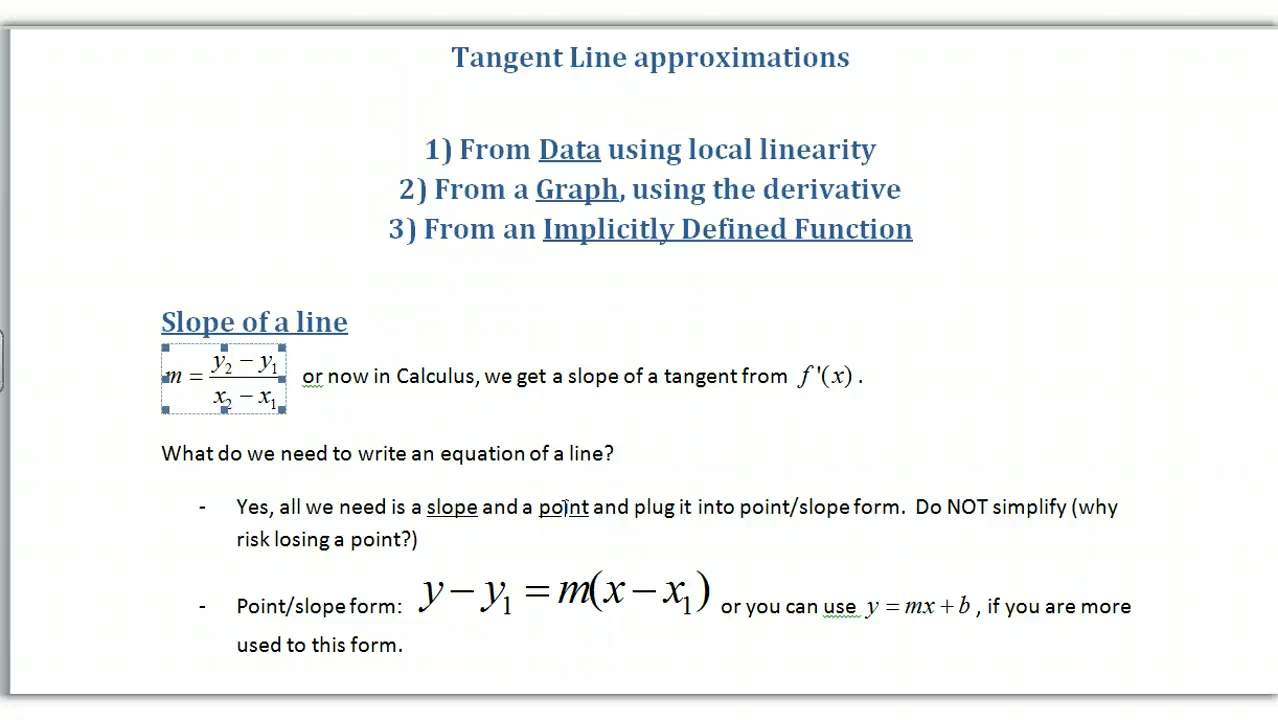 Tangent Line approximations
1) From Data using local linearity
2) From a Graph, using the derivative
3) From an Implicitly Defined Function
Slope of a line
m = (y₂ − y₁)/(x₂ − x₁) or now in Calculus, we get a slope of a tangent from f '(x) .
What do we need to write an equation of a line?
- Yes, all we need is a slope and a point and plug it into point/slope form. Do NOT simplify (why
risk losing a point?)
- Point/slope form: y − y₁ = m(x − x₁) or you can use y = mx + b , if you are more
used to this form.